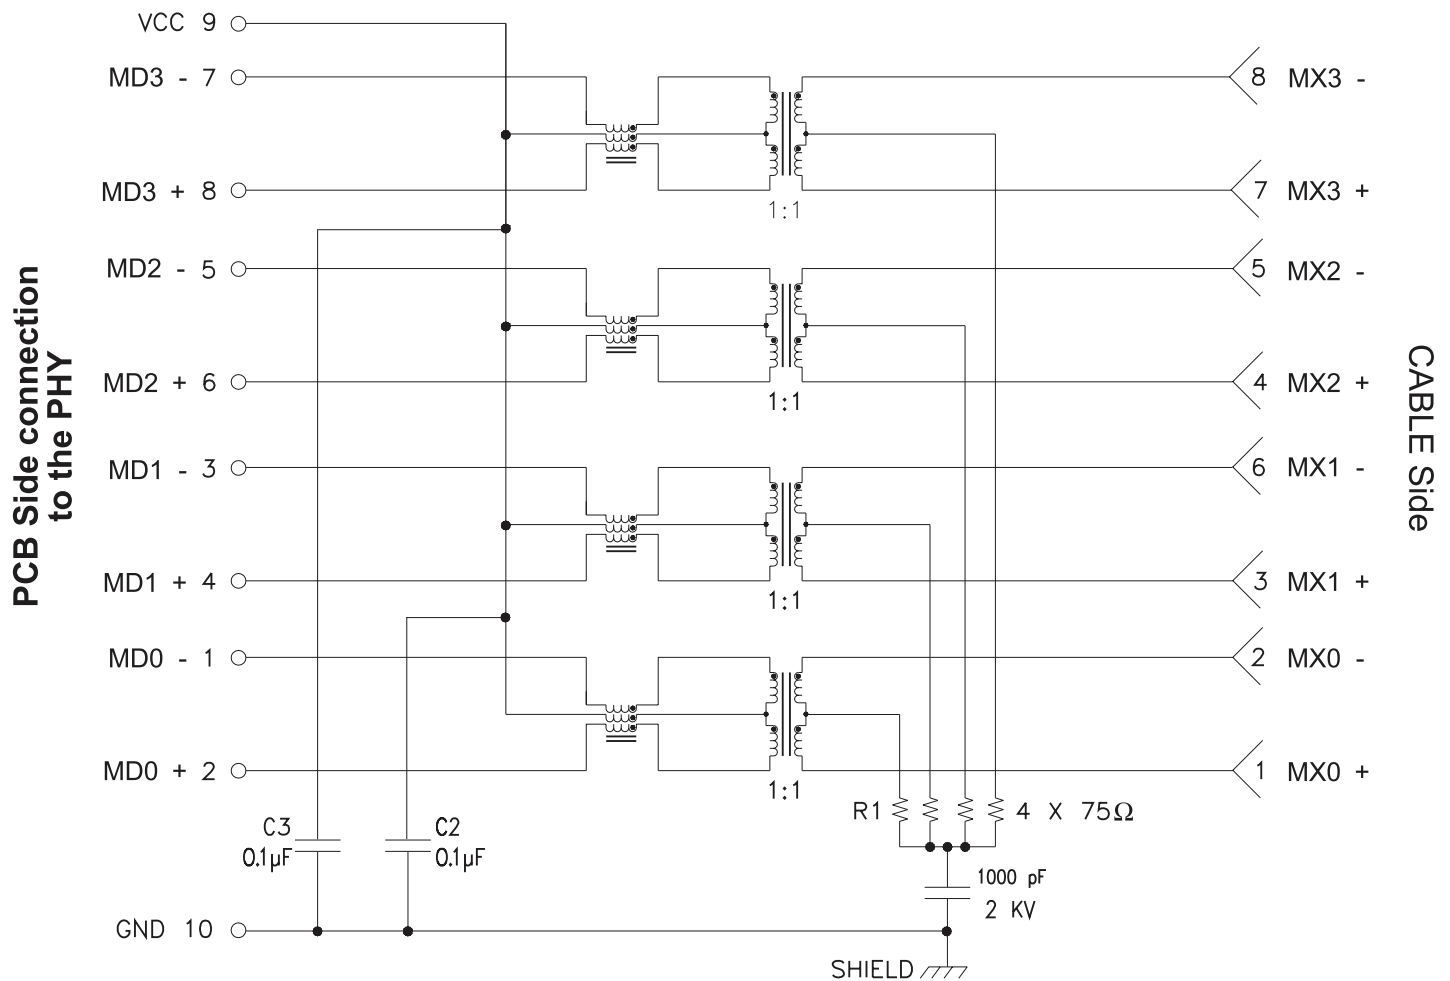 VCC 9
MD3 - 7
8 MX3 -
MD3 + 8
7 MX3 +
1:1
MD2 - 5
5 MX2 -
MD2 + 6
4 MX2 +
1:1
MD1 - 3
6 MX1 -
MD1 + 4
3 MX1 +
1:1
MD0 - 1
2 MX0 -
MD0 + 2
1 MX0 +
1:1
PCB Side connection
to the PHY
CABLE Side
R1
4 X 75Ω
C3
0.1µF
C2
0.1µF
1000 pF
2 KV
GND 10
SHIELD